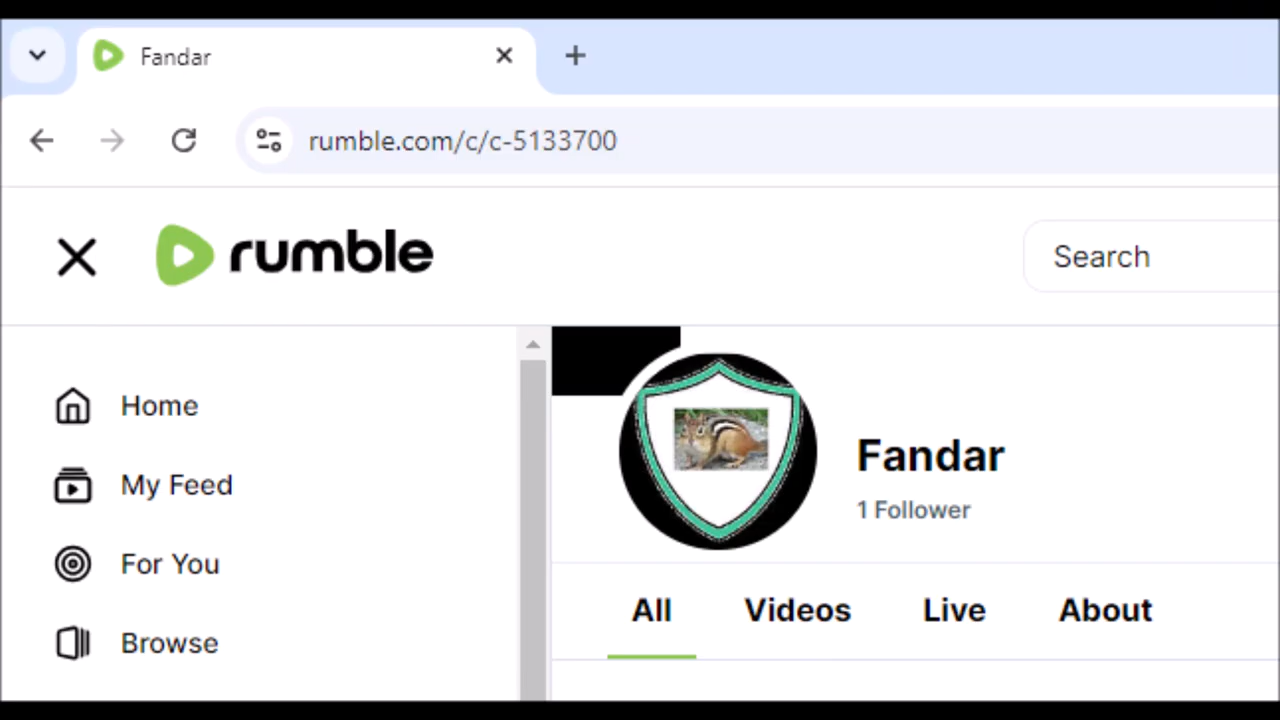 Fandar
rumble.com/c/c-5133700
rumble
Search
Home
My Feed
For You
Browse
Fandar
1 Follower
All Videos Live About